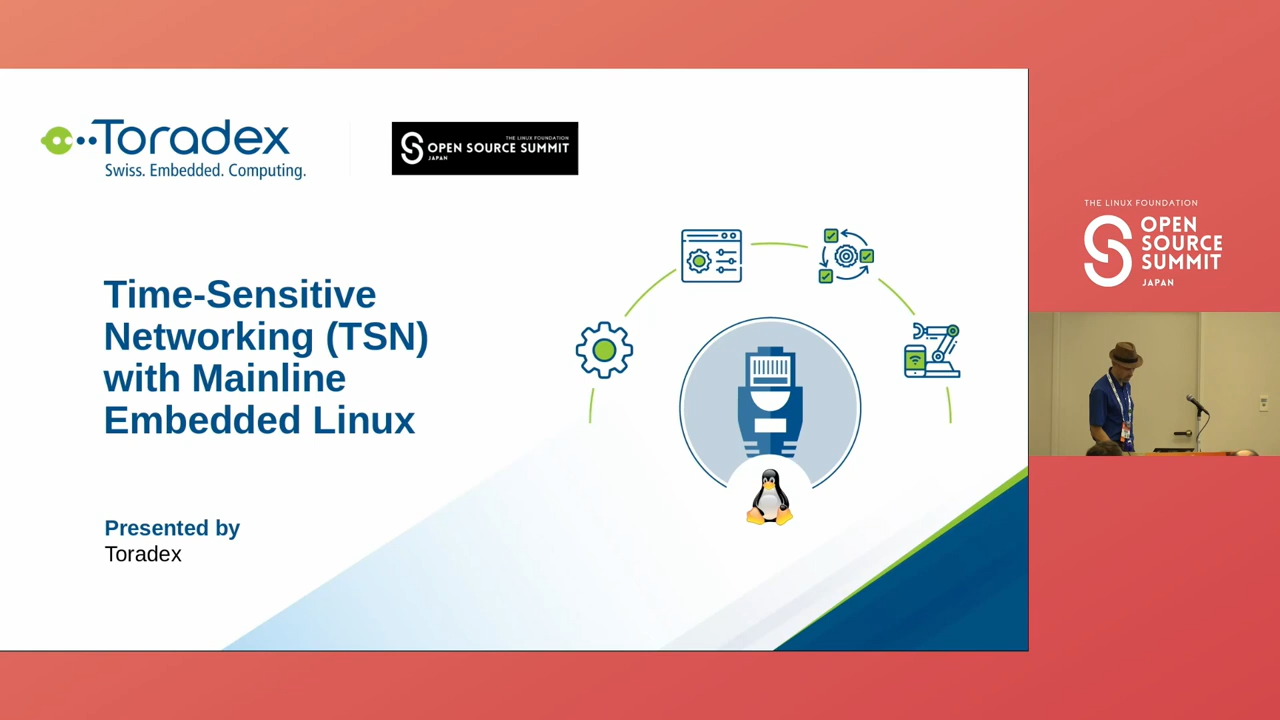 Toradex
Swiss. Embedded. Computing.
THE LINUX FOUNDATION
OPEN SOURCE SUMMIT
JAPAN
Time-Sensitive
Networking (TSN)
with Mainline
Embedded Linux
Presented by
Toradex
THE LINUX FOUNDATION
OPEN
SOURCE
SUMMIT
JAPAN